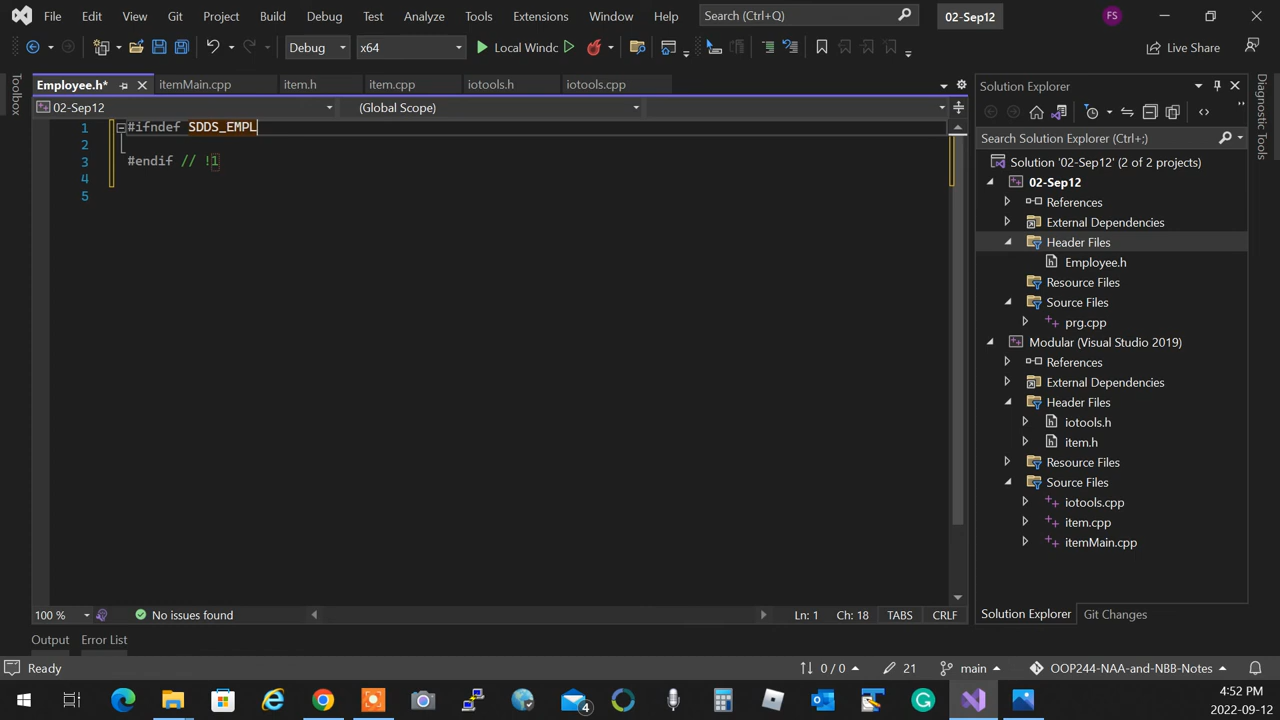 File Edit View Git Project Build Debug Test Analyze Tools Extensions Window Help Search (Ctrl+Q) 02-Sep12 FS
Debug x64 Local Windc Live Share
Employee.h* itemMain.cpp item.h item.cpp iotools.h iotools.cpp
02-Sep12 (Global Scope)
1 #ifndef SDDS_EMPL
2
3 #endif // !1
4
5
100 % No issues found Ln: 1 Ch: 18 TABS CRLF
Toolbox
Solution Explorer
Search Solution Explorer (Ctrl+;)
Solution '02-Sep12' (2 of 2 projects)
02-Sep12
References
External Dependencies
Header Files
Employee.h
Resource Files
Source Files
prg.cpp
Modular (Visual Studio 2019)
References
External Dependencies
Header Files
iotools.h
item.h
Resource Files
Source Files
iotools.cpp
item.cpp
itemMain.cpp
Solution Explorer Git Changes
Diagnostic Tools
Output Error List
Ready 0 / 0 21 main OOP244-NAA-and-NBB-Notes
4
4:52 PM
2022-09-12